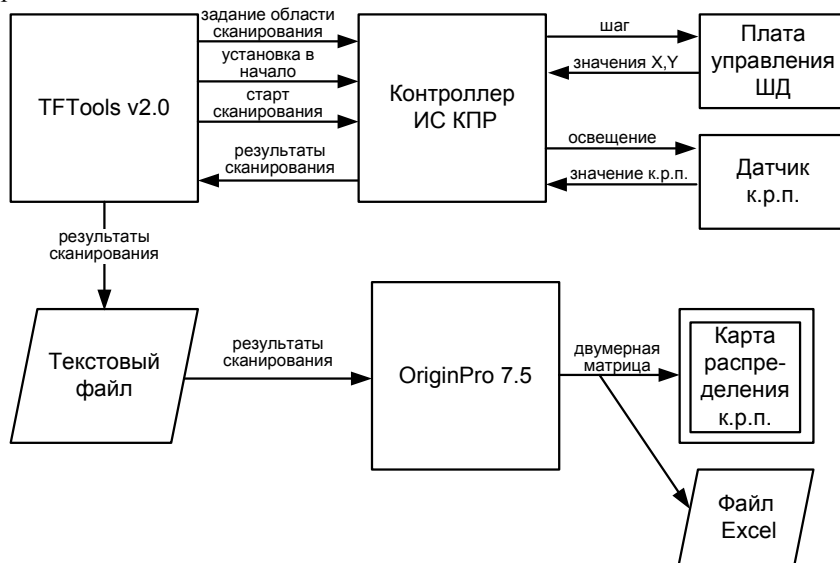 задание области
сканирования
установка в
начало
старт
сканирования
результаты
сканирования
TFTools v2.0
Контроллер
ИС КПР
шаг
значения X,Y
Плата
управления
ШД
освещение
значение к.р.п.
Датчик
к.р.п.
результаты
сканирования
Текстовый
файл
результаты
сканирования
OriginPro 7.5
двумерная
матрица
Карта
распре-
деления
к.р.п.
Файл
Excel